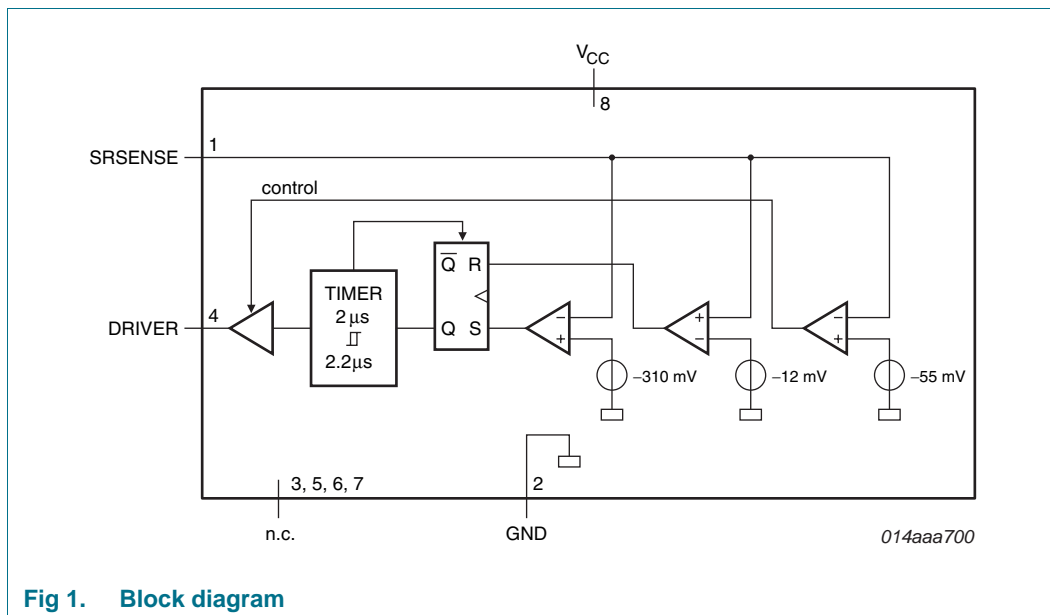 V_CC
8
1
SRSENSE
control
Q̅ R
TIMER
2 μs
2.2μs
4
DRIVER
Q S
−
+
+
−
−
+
−310 mV
−12 mV
−55 mV
3, 5, 6, 7
2
n.c.
GND
014aaa700
Fig 1. Block diagram